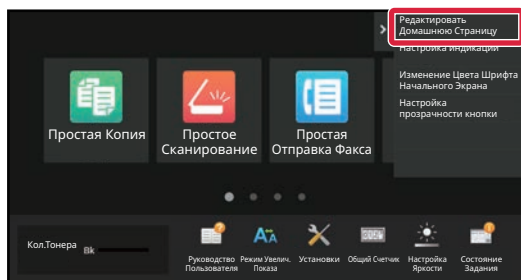 Редактировать
Домашнюю Страницу
Настройка индикации
Изменение Цвета Шрифта
Начального Экрана
Настройка
прозрачности кнопки
Простая Копия
Простое
Сканирование
Простая
Отправка Факса
Кол.Тонера
Bk
Руководство
Пользователя
Режим Увелич.
Показа
Установки
Общий Счетчик
Настройка
Яркости
Состояние
Задания